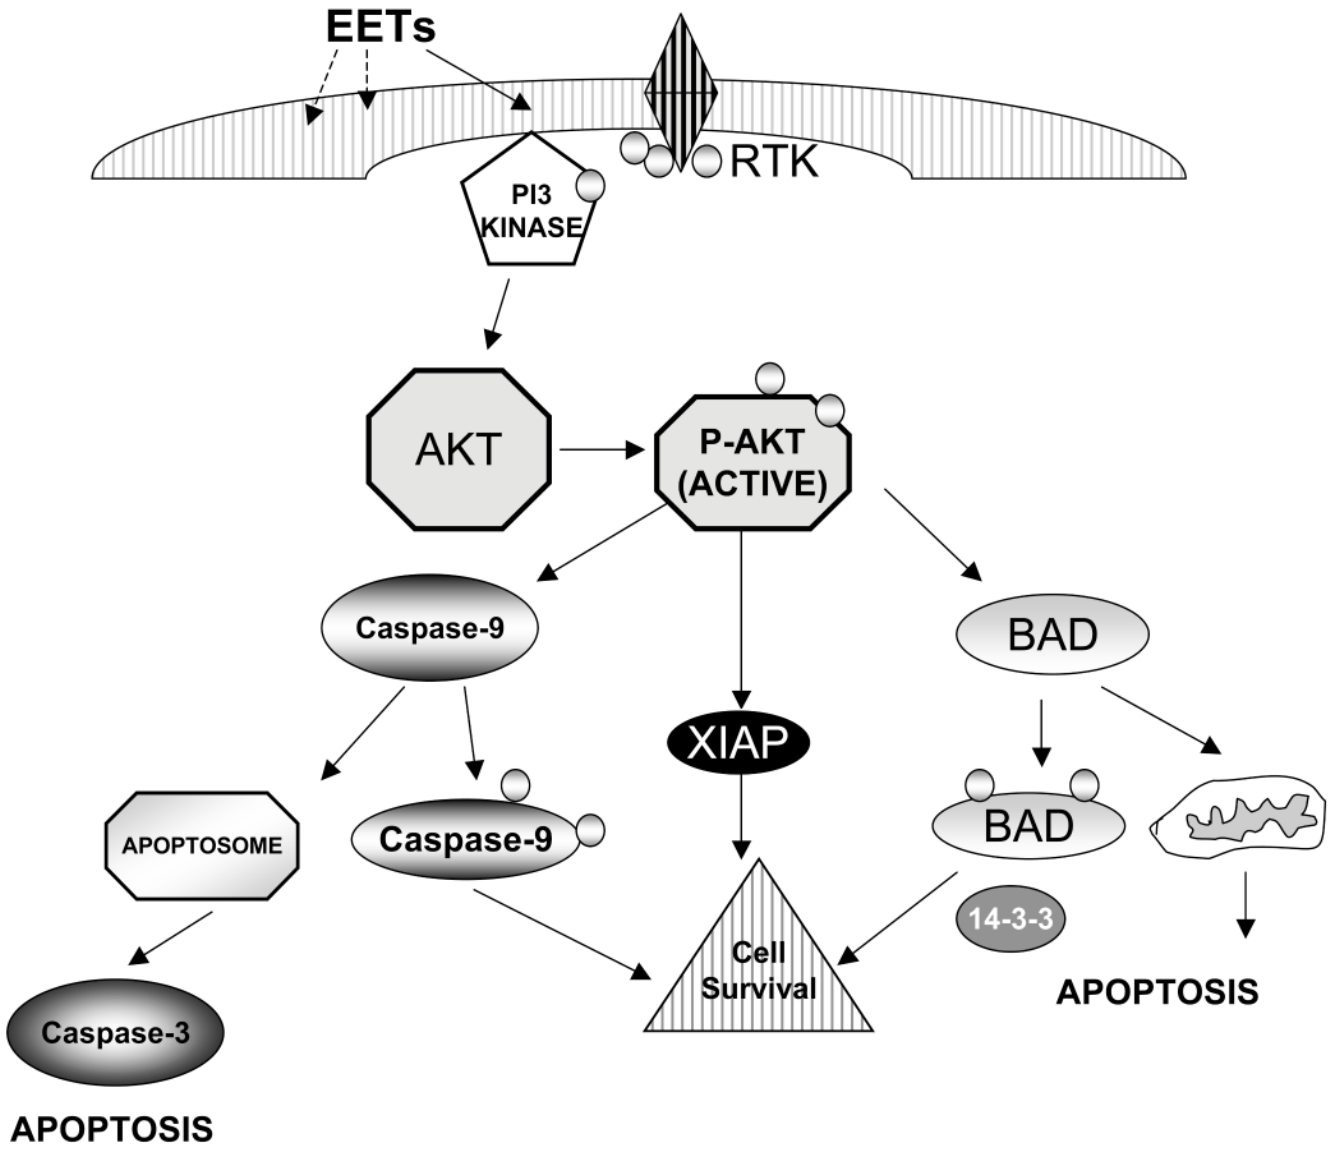 EETs
RTK
PI3
KINASE
AKT
P-AKT
(ACTIVE)
Caspase-9
BAD
XIAP
APOPTOSOME
Caspase-9
BAD
14-3-3
Cell
Survival
APOPTOSIS
Caspase-3
APOPTOSIS